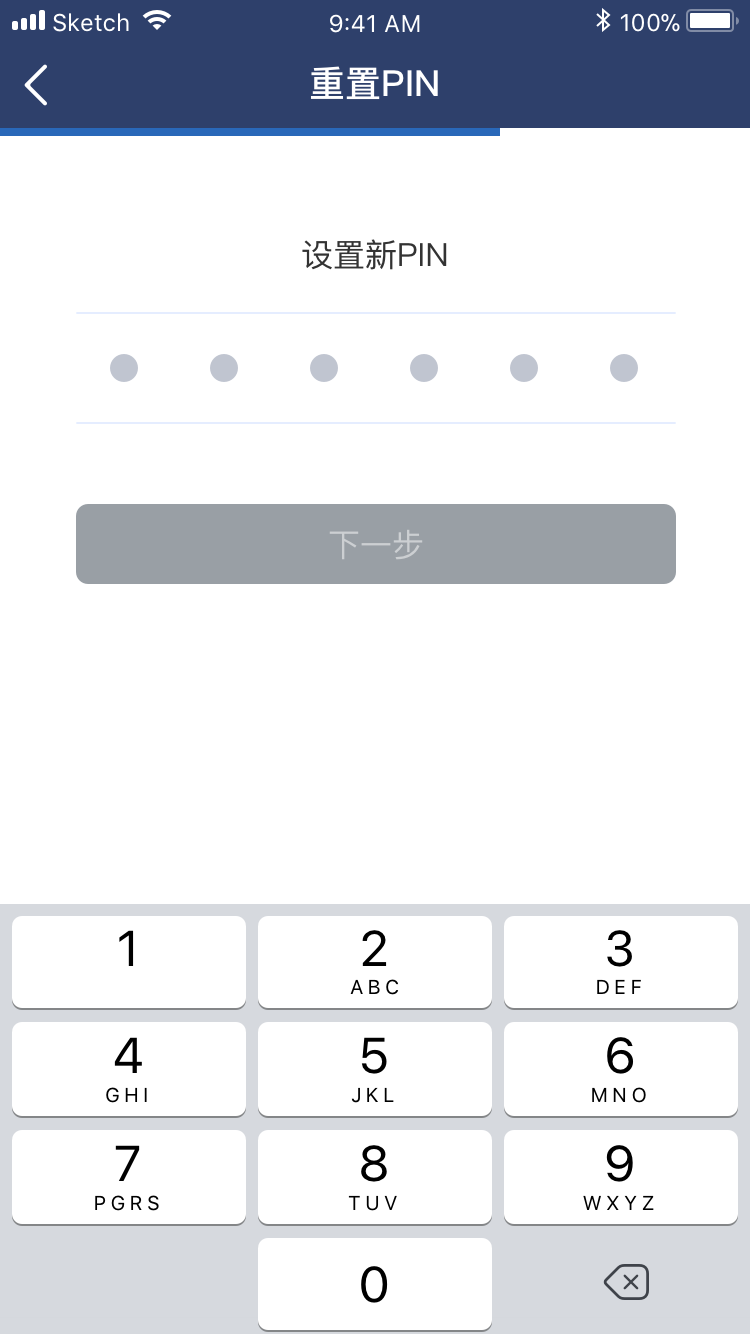 Sketch 9:41 AM 100%
重置PIN
设置新PIN
下一步
1 2 3
ABC DEF
4 5 6
GHI JKL MNO
7 8 9
PGRS TUV WXYZ
0